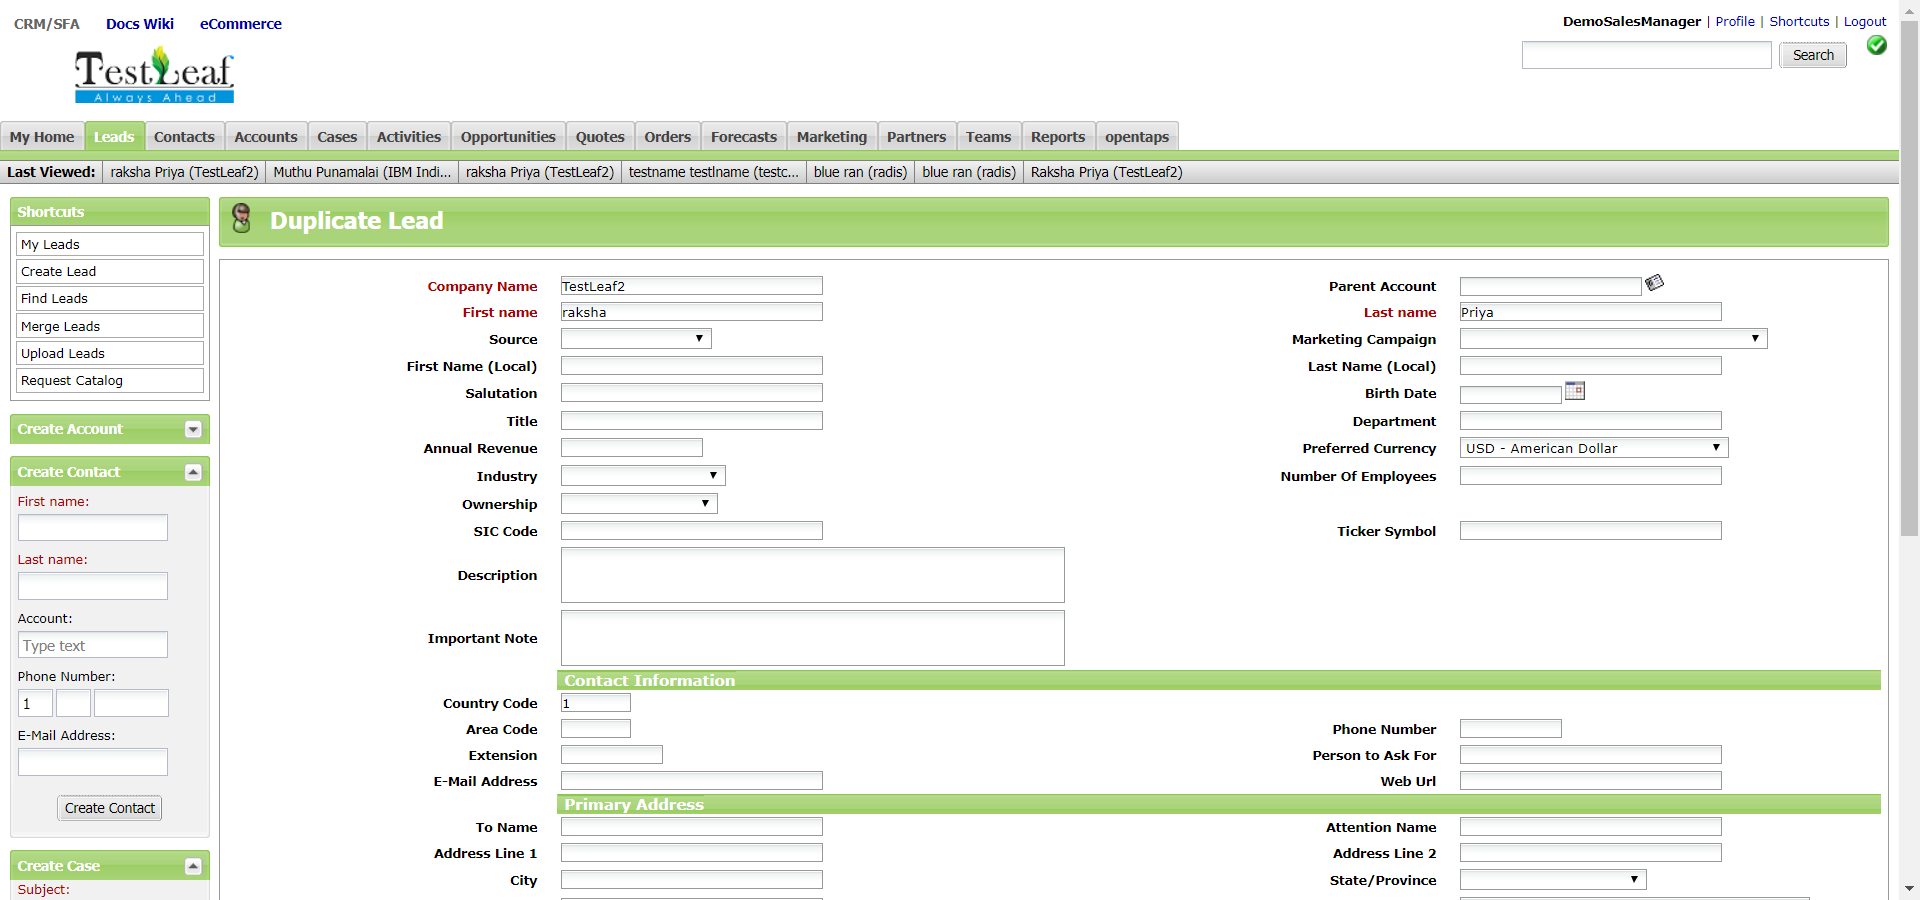 CRM/SFA Docs Wiki eCommerce
DemoSalesManager | Profile | Shortcuts | Logout
Search
TestLeaf
Always Ahead
My Home Leads Contacts Accounts Cases Activities Opportunities Quotes Orders Forecasts Marketing Partners Teams Reports opentaps
Last Viewed: raksha Priya (TestLeaf2) Muthu Punamalai (IBM Indi... raksha Priya (TestLeaf2) testname testlname (testc... blue ran (radis) blue ran (radis) Raksha Priya (TestLeaf2)
Shortcuts
My Leads
Create Lead
Find Leads
Merge Leads
Upload Leads
Request Catalog
Create Account
Create Contact
First name:
Last name:
Account:
Type text
Phone Number:
1
E-Mail Address:
Create Contact
Create Case
Subject:
Duplicate Lead
Company Name TestLeaf2 Parent Account
First name raksha Last name Priya
Source Marketing Campaign
First Name (Local) Last Name (Local)
Salutation Birth Date
Title Department
Annual Revenue Preferred Currency USD - American Dollar
Industry Number Of Employees
Ownership
SIC Code Ticker Symbol
Description
Important Note
Contact Information
Country Code 1
Area Code Phone Number
Extension Person to Ask For
E-Mail Address Web Url
Primary Address
To Name Attention Name
Address Line 1 Address Line 2
City State/Province